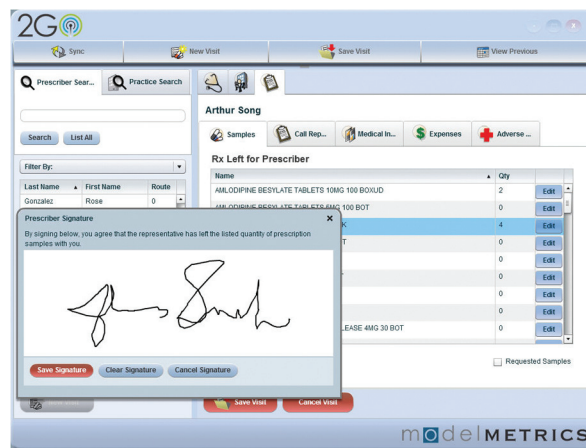 2GO
Sync
New Visit
Save Visit
View Previous
Prescriber Sear...
Practice Search
Search
List All
Filter By:
Last Name
First Name
Route
Gonzalez
Rose
0
Arthur Song
Samples
Call Rep...
Medical In...
Expenses
Adverse ...
Rx Left for Prescriber
Name
Qty
AMLODIPINE BESYLATE TABLETS 10MG 100 BOXUD
2
Edit
AMLODIPINE BESYLATE TABLETS 5MG 100 BOT
0
Edit
K
4
Edit
T
0
Edit
0
Edit
0
Edit
0
Edit
0
Edit
LEASE 4MG 30 BOT
0
Edit
Requested Samples
Prescriber Signature
By signing below, you agree that the representative has left the listed quantity of prescription
samples with you.
Save Signature
Clear Signature
Cancel Signature
Save Visit
Cancel Visit
modelMETRICS